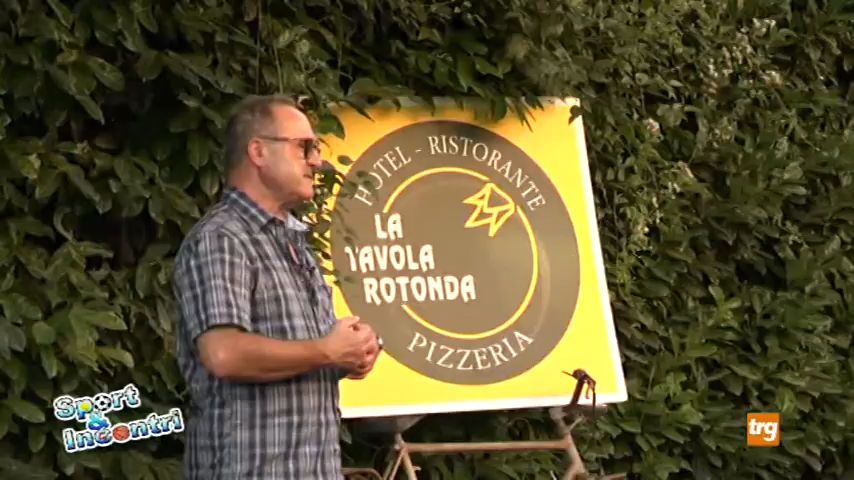 HOTEL - RISTORANTE
LA
TAVOLA
ROTONDA
PIZZERIA
Sport
& Incontri
trg